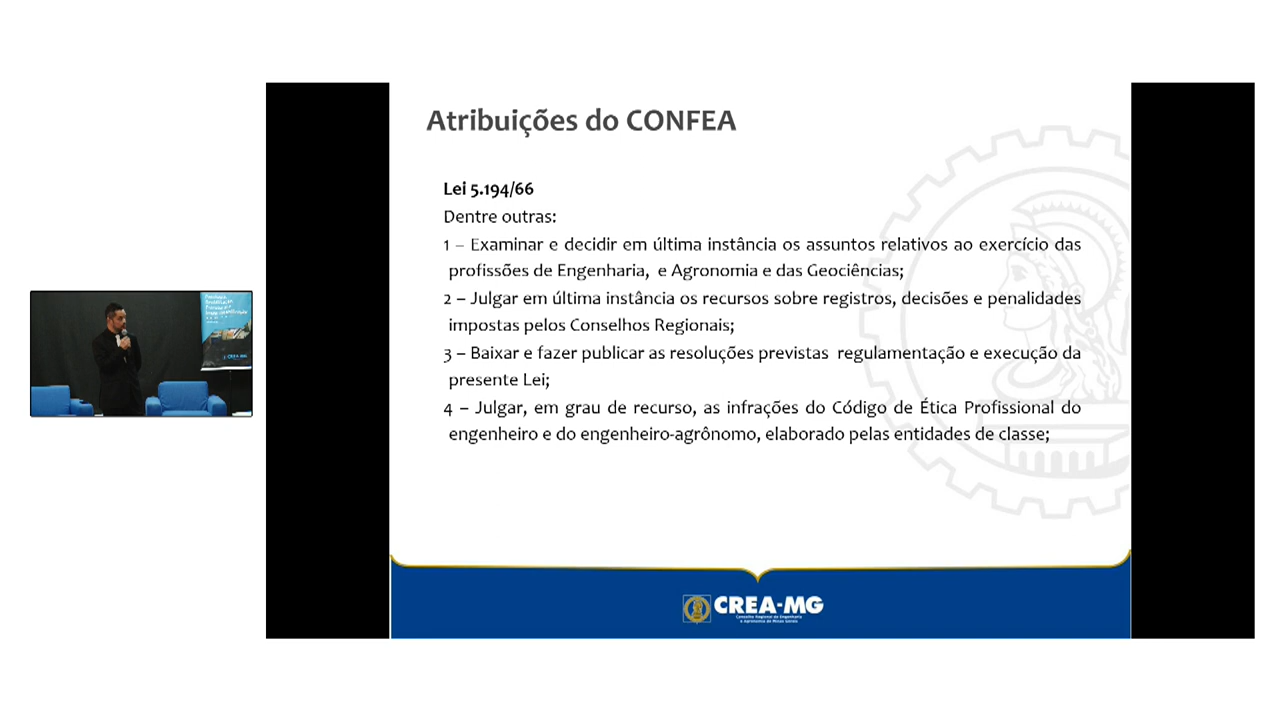 Atribuições do CONFEA
Lei 5.194/66
Dentre outras:
1 – Examinar e decidir em última instância os assuntos relativos ao exercício das
profissões de Engenharia, e Agronomia e das Geociências;
2 – Julgar em última instância os recursos sobre registros, decisões e penalidades
impostas pelos Conselhos Regionais;
3 – Baixar e fazer publicar as resoluções previstas regulamentação e execução da
presente Lei;
4 – Julgar, em grau de recurso, as infrações do Código de Ética Profissional do
engenheiro e do engenheiro-agrônomo, elaborado pelas entidades de classe;
CREA-MG
Conselho Regional de Engenharia
e Agronomia de Minas Gerais